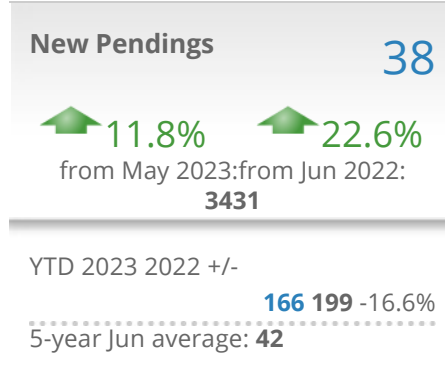 New Pendings
38
11.8% 22.6%
from May 2023:from Jun 2022:
3431
YTD 2023 2022 +/-
166 199 -16.6%
5-year Jun average: 42